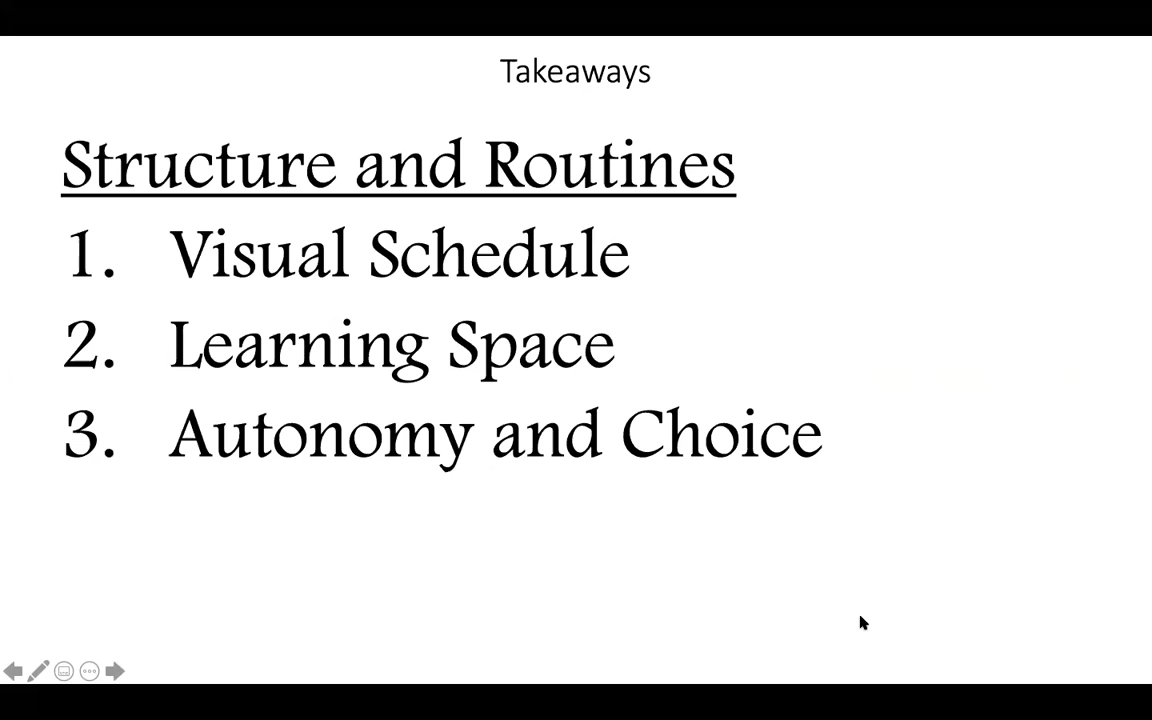 Takeaways
Structure and Routines
1. Visual Schedule
2. Learning Space
3. Autonomy and Choice